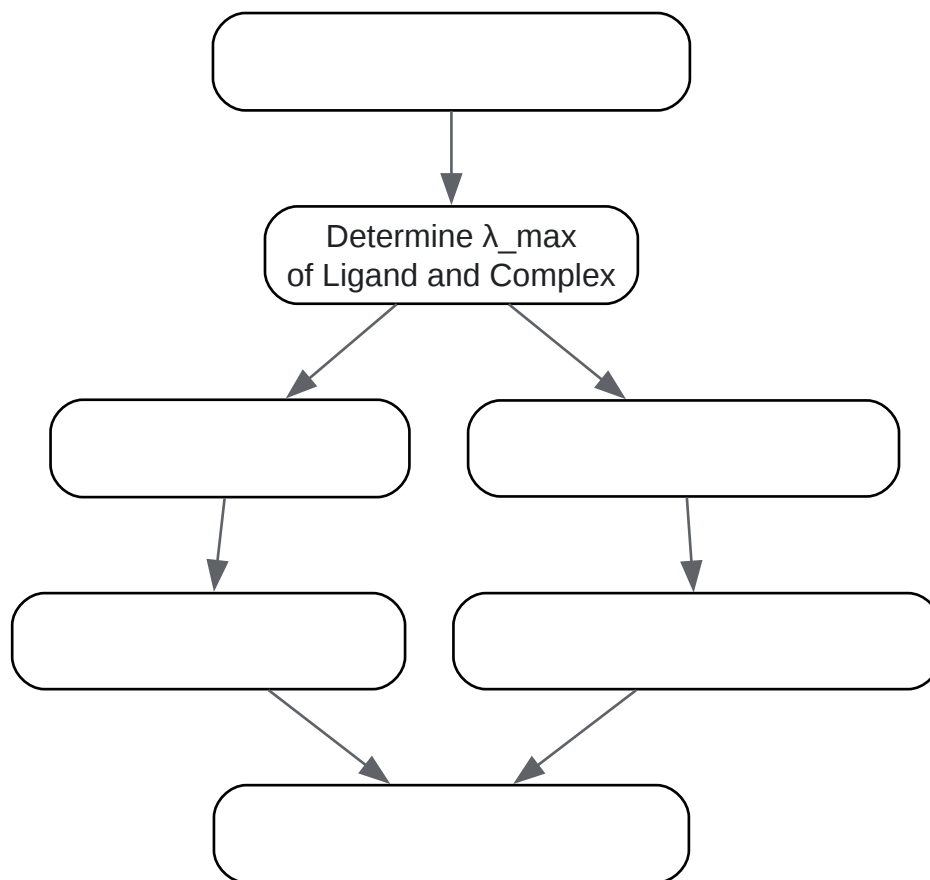 Determine λ_max
of Ligand and Complex